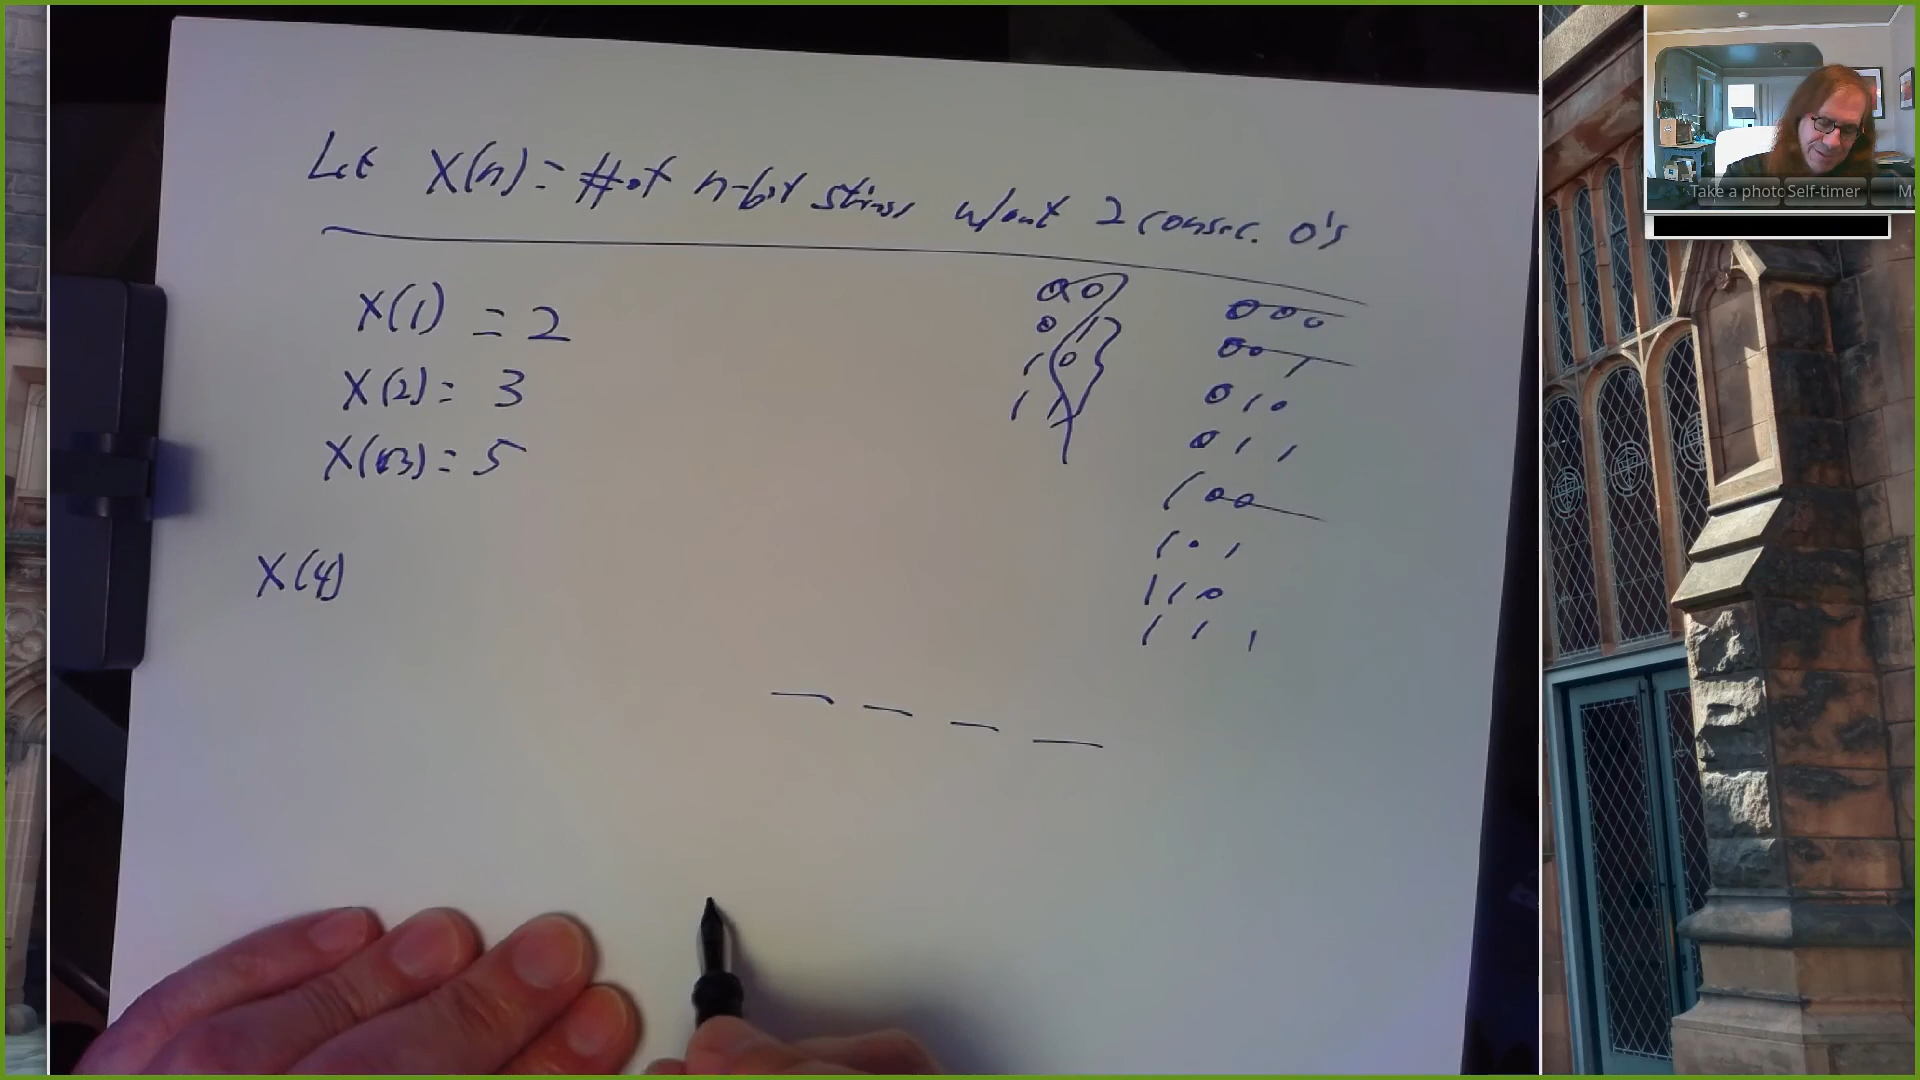 Let X(n) = # of n-bit strings w/out 2 consec. 0's
X(1) = 2
X(2) = 3
X(3) = 5
X(4)
00
01
10
11
000
001
010
011
100
101
110
111
Take a photo Self-timer